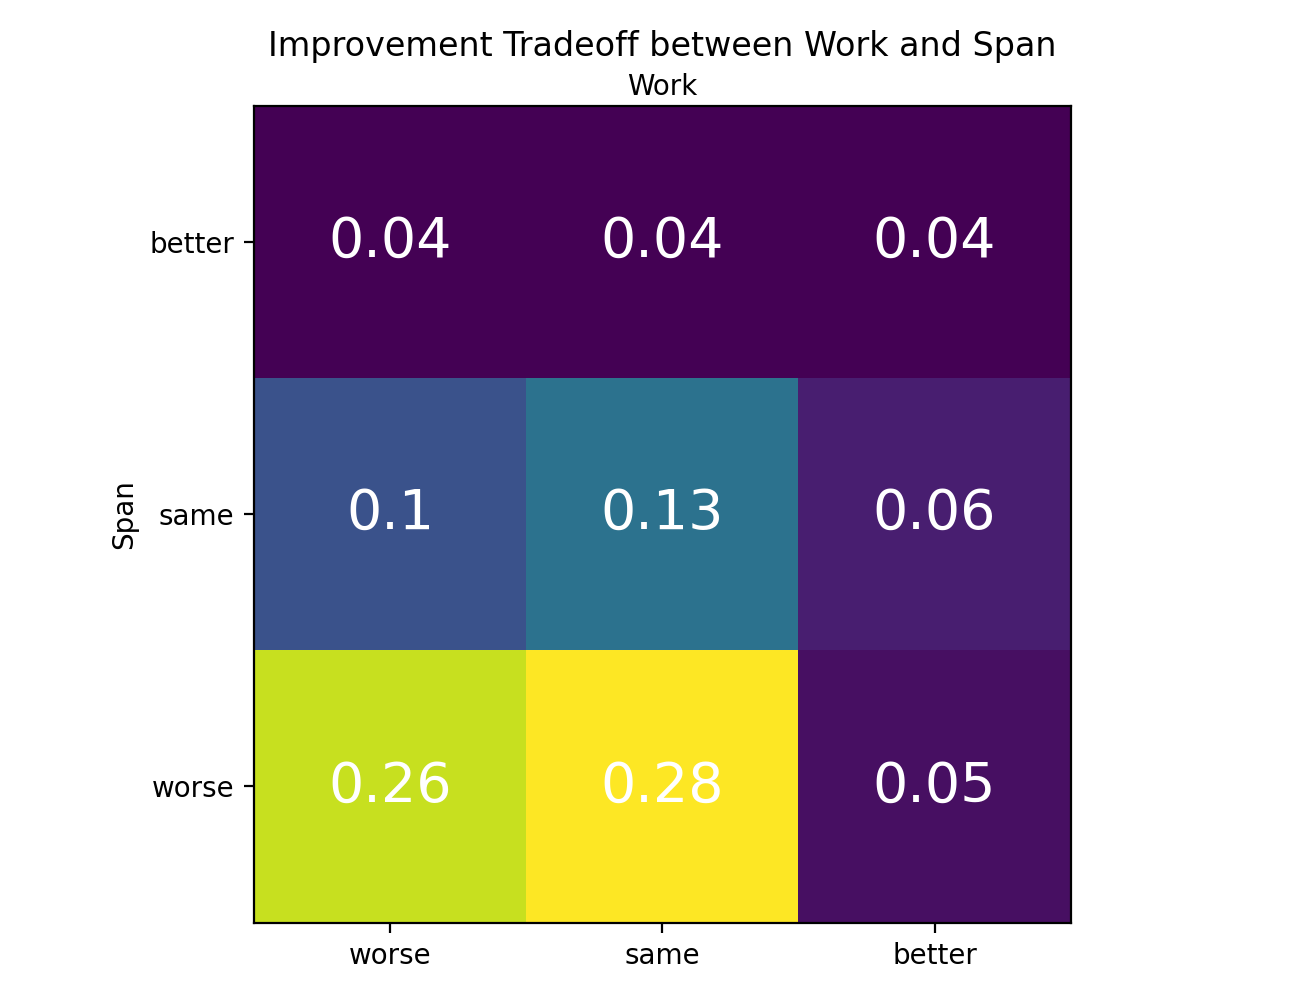 Improvement Tradeoff between Work and Span
Work
better 0.04 0.04 0.04
Span
same 0.1 0.13 0.06
worse 0.26 0.28 0.05
worse same better